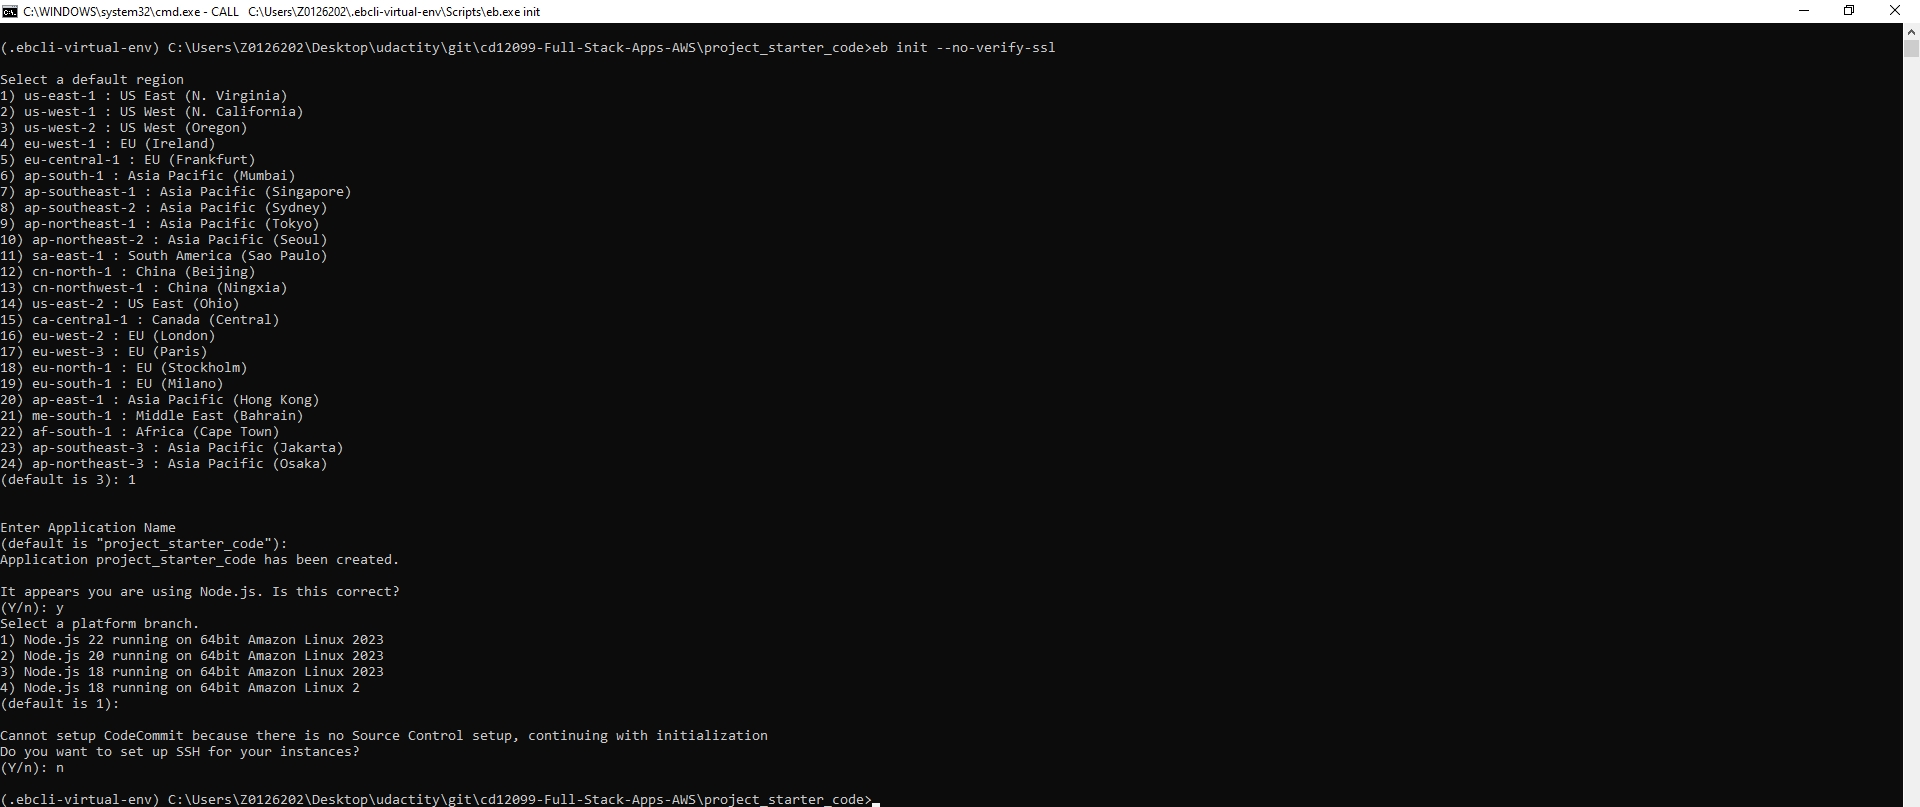 C:\WINDOWS\system32\cmd.exe - CALL  C:\Users\Z0126202\.ebcli-virtual-env\Scripts\eb.exe init
(.ebcli-virtual-env) C:\Users\Z0126202\Desktop\udactity\git\cd12099-Full-Stack-Apps-AWS\project_starter_code>eb init --no-verify-ssl
Select a default region
1) us-east-1 : US East (N. Virginia)
2) us-west-1 : US West (N. California)
3) us-west-2 : US West (Oregon)
4) eu-west-1 : EU (Ireland)
5) eu-central-1 : EU (Frankfurt)
6) ap-south-1 : Asia Pacific (Mumbai)
7) ap-southeast-1 : Asia Pacific (Singapore)
8) ap-southeast-2 : Asia Pacific (Sydney)
9) ap-northeast-1 : Asia Pacific (Tokyo)
10) ap-northeast-2 : Asia Pacific (Seoul)
11) sa-east-1 : South America (Sao Paulo)
12) cn-north-1 : China (Beijing)
13) cn-northwest-1 : China (Ningxia)
14) us-east-2 : US East (Ohio)
15) ca-central-1 : Canada (Central)
16) eu-west-2 : EU (London)
17) eu-west-3 : EU (Paris)
18) eu-north-1 : EU (Stockholm)
19) eu-south-1 : EU (Milano)
20) ap-east-1 : Asia Pacific (Hong Kong)
21) me-south-1 : Middle East (Bahrain)
22) af-south-1 : Africa (Cape Town)
23) ap-southeast-3 : Asia Pacific (Jakarta)
24) ap-northeast-3 : Asia Pacific (Osaka)
(default is 3): 1
Enter Application Name
(default is "project_starter_code"):
Application project_starter_code has been created.
It appears you are using Node.js. Is this correct?
(Y/n): y
Select a platform branch.
1) Node.js 22 running on 64bit Amazon Linux 2023
2) Node.js 20 running on 64bit Amazon Linux 2023
3) Node.js 18 running on 64bit Amazon Linux 2023
4) Node.js 18 running on 64bit Amazon Linux 2
(default is 1):
Cannot setup CodeCommit because there is no Source Control setup, continuing with initialization
Do you want to set up SSH for your instances?
(Y/n): n
(.ebcli-virtual-env) C:\Users\Z0126202\Desktop\udactity\git\cd12099-Full-Stack-Apps-AWS\project_starter_code>